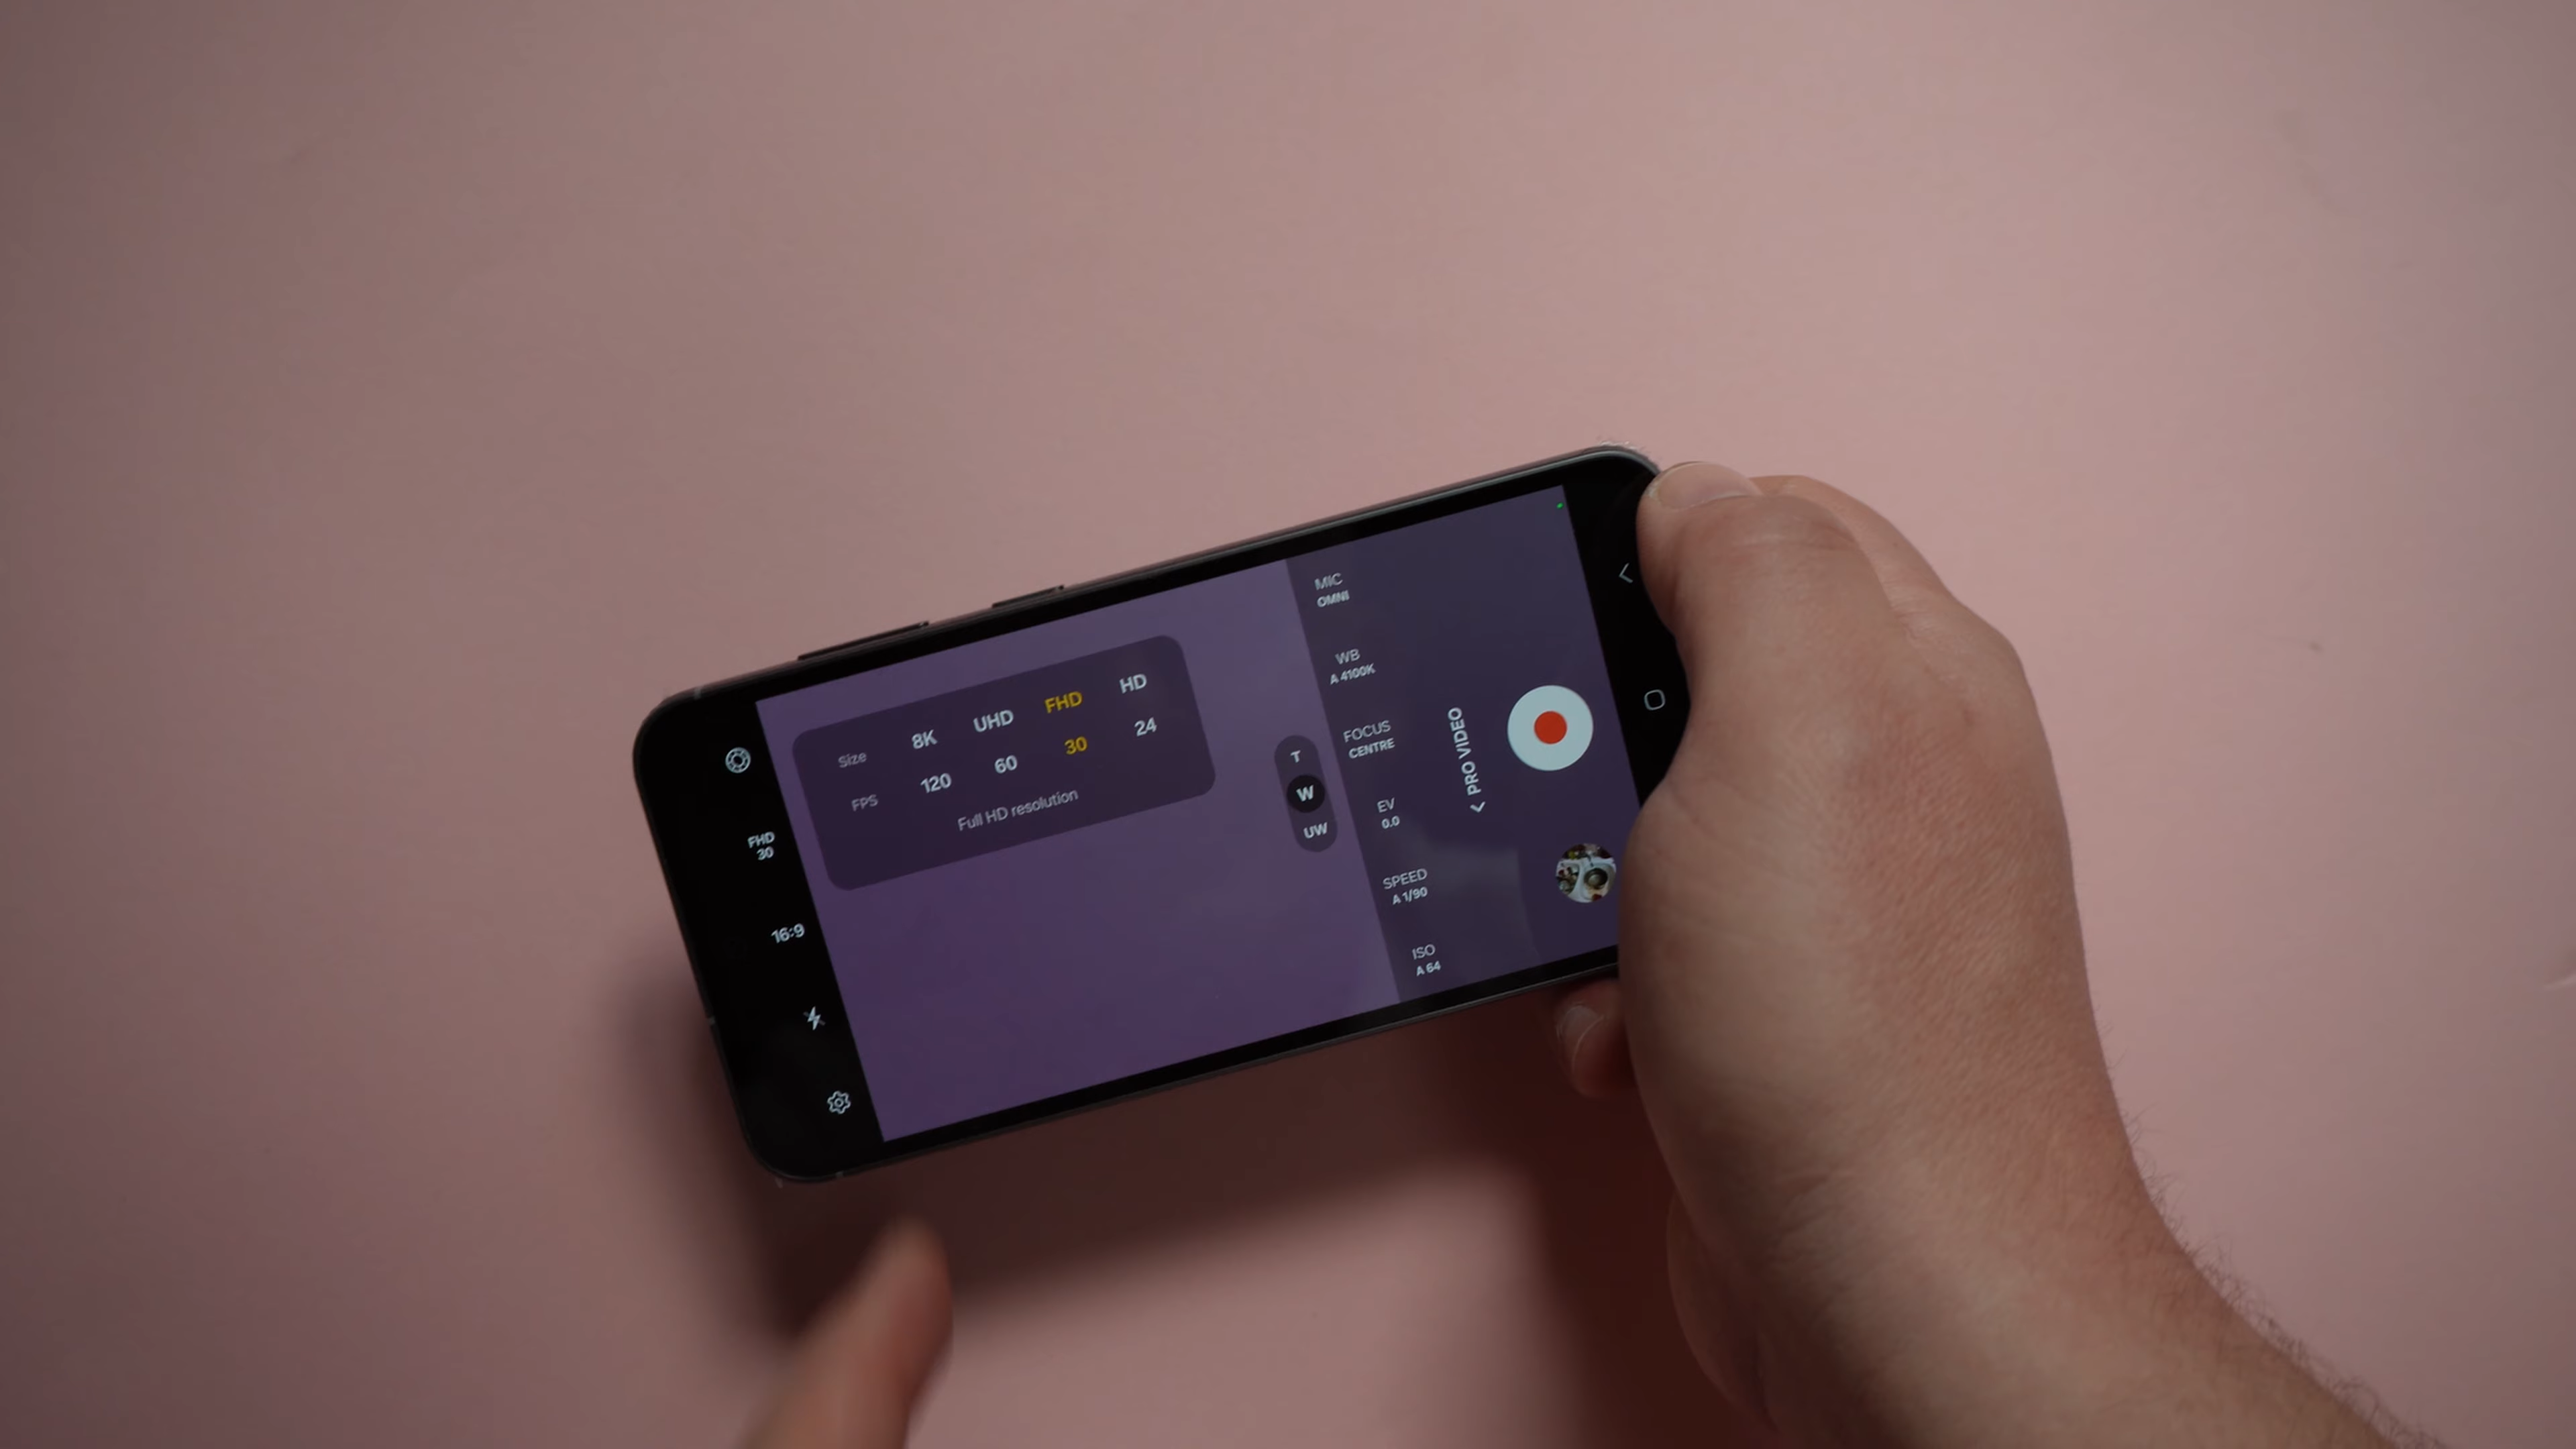 FHD
30
16:9
Size 8K UHD FHD HD
FPS 120 60 30 24
Full HD resolution
T
W
UW
MIC
OMNI
WB
A 4100K
FOCUS
CENTRE
EV
0.0
SPEED
A 1/90
ISO
A 64
PRO VIDEO